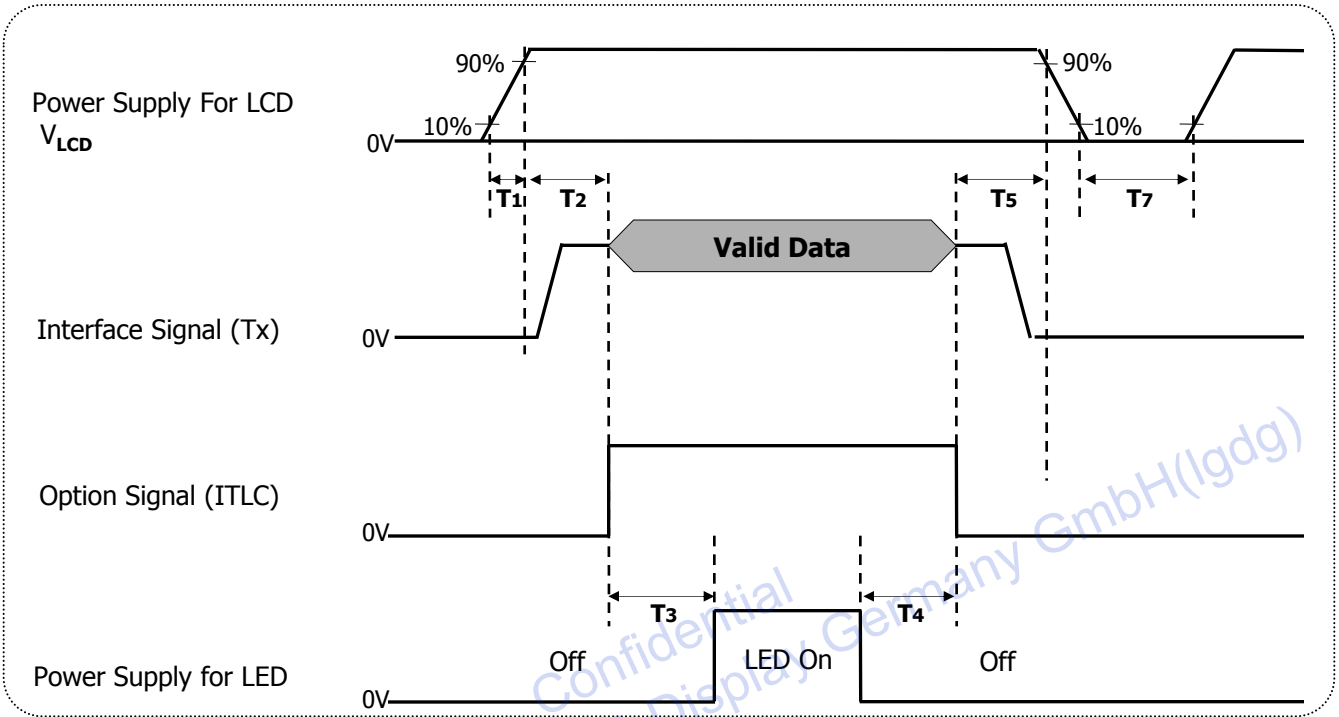 90%
90%
Power Supply For LCD
VLCD
10%
10%
0V
T1
T2
T5
T7
Valid Data
Interface Signal (Tx)
0V
Option Signal (ITLC)
0V
T3
T4
Off
LED On
Off
Power Supply for LED
0V
Confidential
Display Germany GmbH(lgdg)